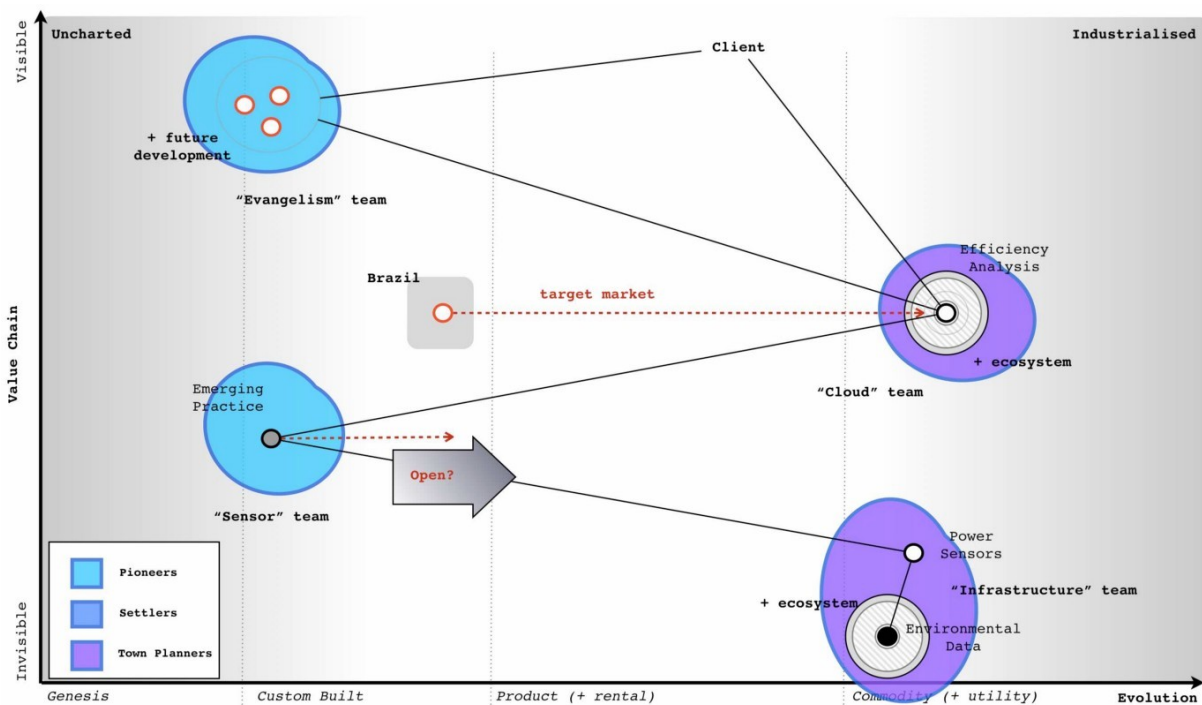 Uncharted
Client
Industrialised
Visible
+ future
development
“Evangelism” team
Brazil
target market
Efficiency
Analysis
+ ecosystem
“Cloud” team
Value Chain
Emerging
Practice
Open?
“Sensor” team
Power
Sensors
“Infrastructure” team
+ ecosystem
Environmental
Data
Pioneers
Settlers
Town Planners
Invisible
Genesis
Custom Built
Product (+ rental)
Commodity (+ utility)
Evolution